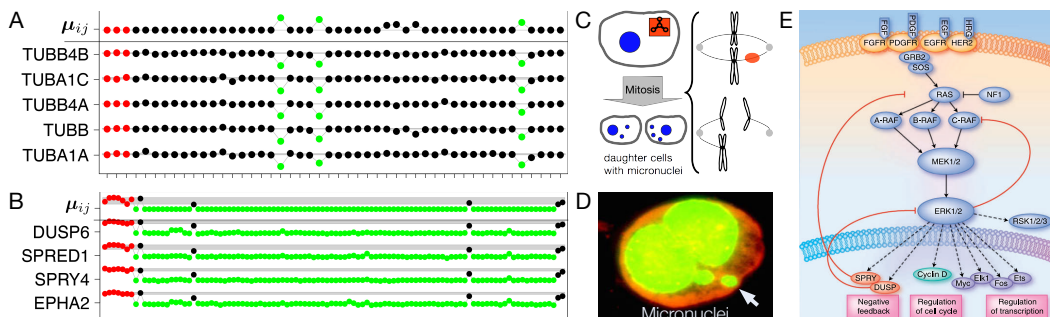 A
μij
TUBB4B
TUBA1C
TUBB4A
TUBB
TUBA1A
B
μij
DUSP6
SPRED1
SPRY4
EPHA2
C
Mitosis
daughter cells
with micronuclei
D
Micronuclei
E
FGF
PDGF
EGF
HRG
FGFR
PDGFR
EGFR
HER2
GRB2
SOS
RAS
NF1
A-RAF
B-RAF
C-RAF
MEK1/2
ERK1/2
RSK1/2/3
SPRY
DUSP
Cyclin D
Myc
Elk1
Fos
Ets
Negative
feedback
Regulation
of cell cycle
Regulation
of transcription